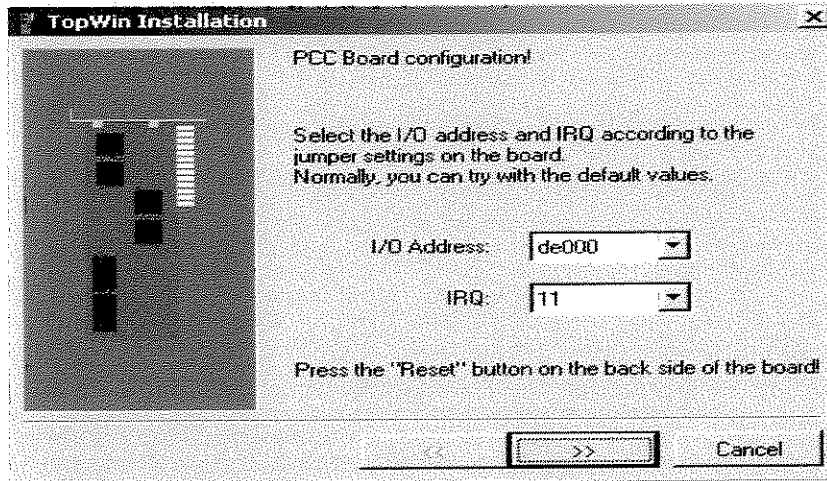 TopWin Installation
PCC Board configuration!
Select the I/O address and IRQ according to the
jumper settings on the board.
Normally, you can try with the default values.
I/O Address: de000
IRQ: 11
Press the "Reset" button on the back side of the board!
<< >> Cancel